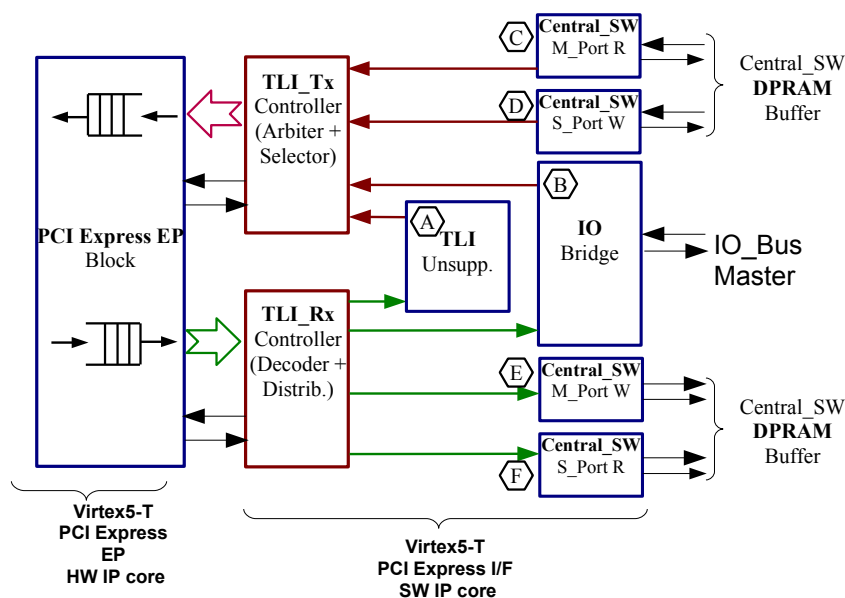 C
Central_SW
M_Port R
D
Central_SW
S_Port W
Central_SW
DPRAM
Buffer
TLI_Tx
Controller
(Arbiter +
Selector)
PCI Express EP
Block
A
TLI
Unsupp.
B
IO
Bridge
IO_Bus
Master
TLI_Rx
Controller
(Decoder +
Distrib.)
E
Central_SW
M_Port W
F
Central_SW
S_Port R
Central_SW
DPRAM
Buffer
Virtex5-T
PCI Express
EP
HW IP core
Virtex5-T
PCI Express I/F
SW IP core